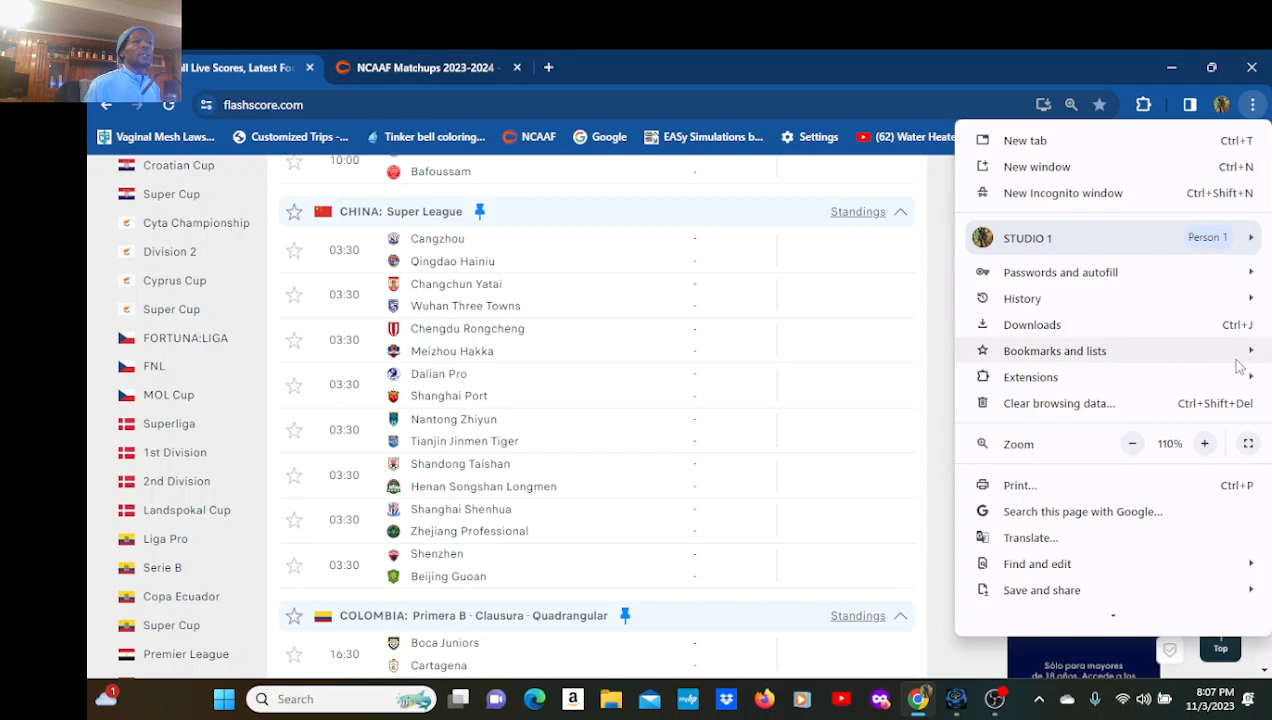 ll Live Scores, Latest Fo
NCAAF Matchups 2023-2024 -
flashscore.com
Vaginal Mesh Laws...
Customized Trips -...
Tinker bell coloring...
NCAAF
Google
EASy Simulations b...
Settings
(62) Water Heate
Croatian Cup
Super Cup
Cyta Championship
Division 2
Cyprus Cup
Super Cup
FORTUNA:LIGA
FNL
MOL Cup
Superliga
1st Division
2nd Division
Landspokal Cup
Liga Pro
Serie B
Copa Ecuador
Super Cup
Premier League
10:00
Bafoussam
-
CHINA: Super League
Standings
03:30
Cangzhou
-
Qingdao Hainiu
-
03:30
Changchun Yatai
-
Wuhan Three Towns
-
03:30
Chengdu Rongcheng
-
Meizhou Hakka
-
03:30
Dalian Pro
-
Shanghai Port
-
03:30
Nantong Zhiyun
-
Tianjin Jinmen Tiger
-
03:30
Shandong Taishan
-
Henan Songshan Longmen
-
03:30
Shanghai Shenhua
-
Zhejiang Professional
-
03:30
Shenzhen
-
Beijing Guoan
-
COLOMBIA: Primera B - Clausura - Quadrangular
Standings
16:30
Boca Juniors
-
Cartagena
-
New tab Ctrl+T
New window Ctrl+N
New Incognito window Ctrl+Shift+N
STUDIO 1 Person 1
Passwords and autofill
History
Downloads Ctrl+J
Bookmarks and lists
Extensions
Clear browsing data... Ctrl+Shift+Del
Zoom − 110% +
Print... Ctrl+P
Search this page with Google...
Translate...
Find and edit
Save and share
Sólo para mayores
de 18 años. Accede a
Top
1
Search
8:07 PM
11/3/2023